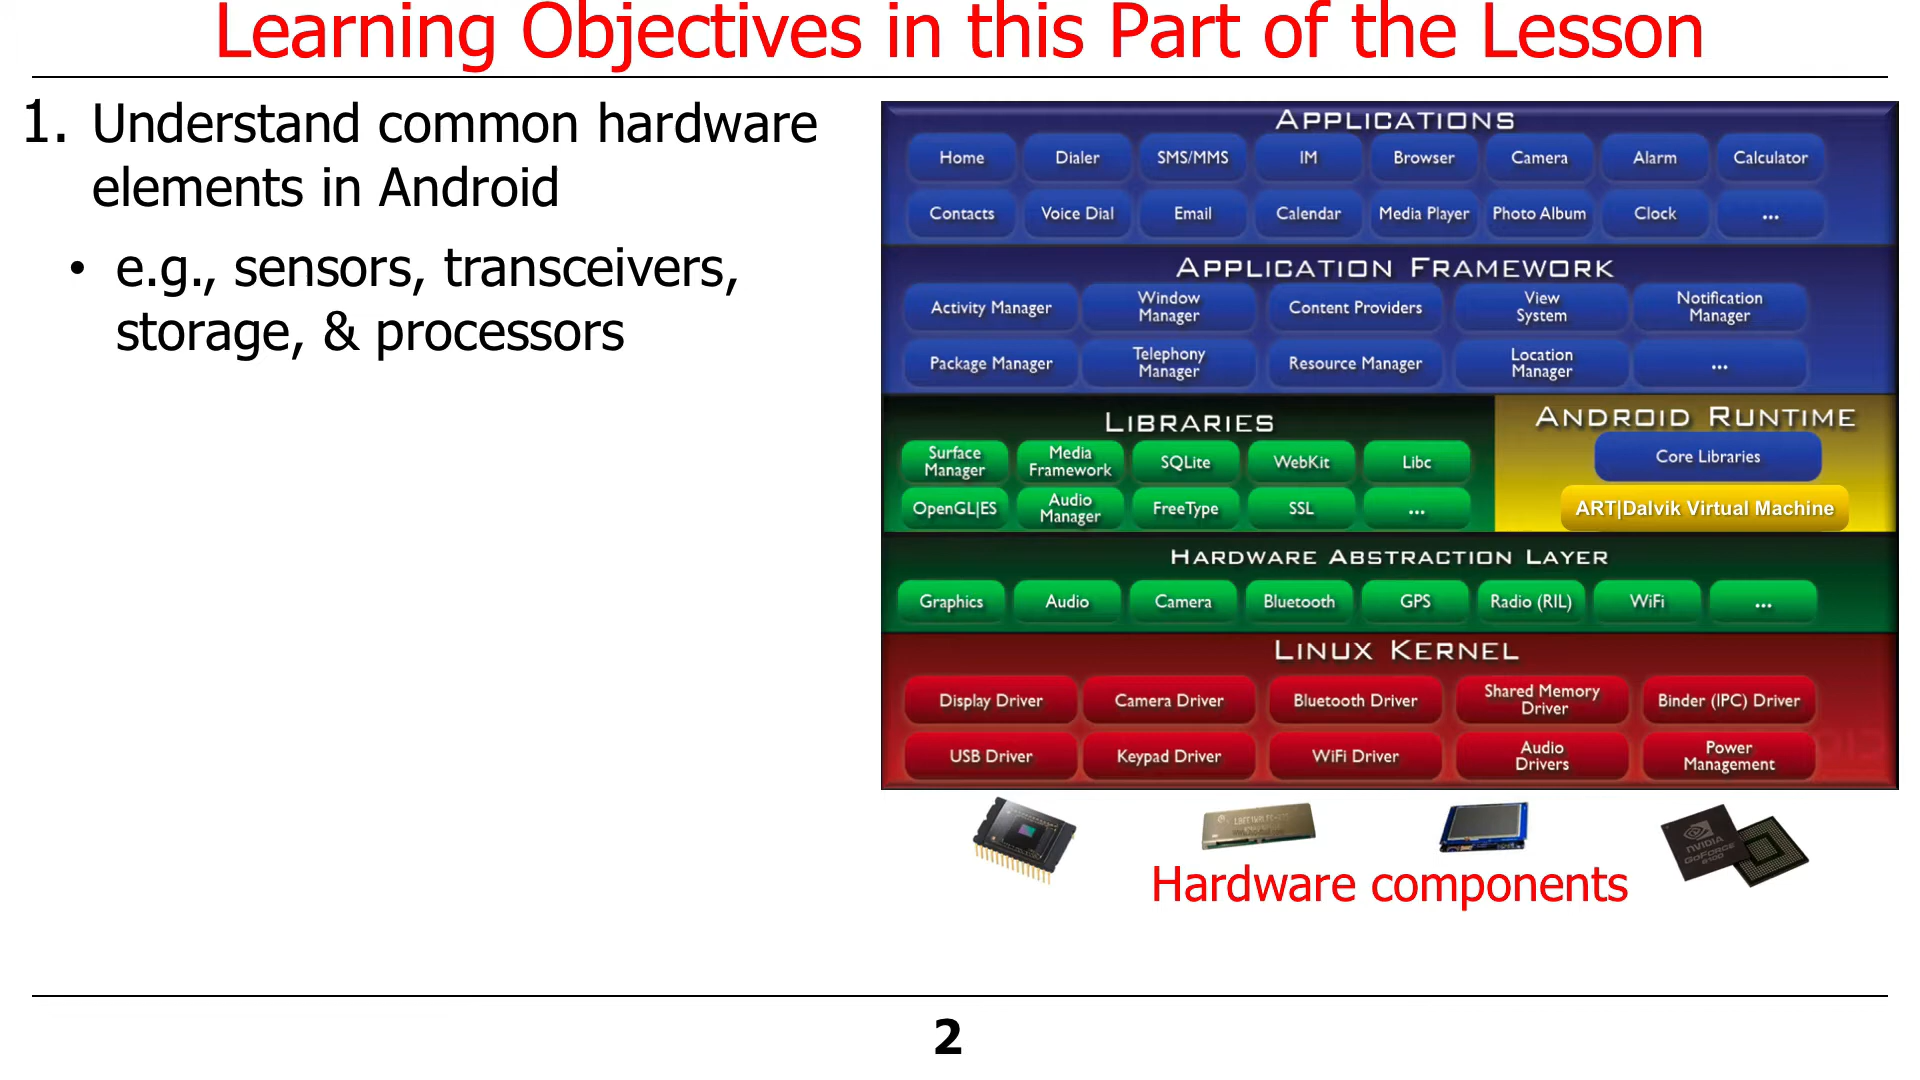 Learning Objectives in this Part of the Lesson
1. Understand common hardware
elements in Android
• e.g., sensors, transceivers,
storage, & processors
APPLICATIONS
Home Dialer SMS/MMS IM Browser Camera Alarm Calculator
Contacts Voice Dial Email Calendar Media Player Photo Album Clock ...
APPLICATION FRAMEWORK
Activity Manager
Window
Manager
Content Providers
View
System
Notification
Manager
Package Manager
Telephony
Manager
Resource Manager
Location
Manager
...
LIBRARIES
Surface
Manager
Media
Framework
SQLite
WebKit
Libc
OpenGL|ES
Audio
Manager
FreeType
SSL
...
ANDROID RUNTIME
Core Libraries
ART|Dalvik Virtual Machine
HARDWARE ABSTRACTION LAYER
Graphics Audio Camera Bluetooth GPS Radio (RIL) WiFi ...
LINUX KERNEL
Display Driver
Camera Driver
Bluetooth Driver
Shared Memory
Driver
Binder (IPC) Driver
USB Driver
Keypad Driver
WiFi Driver
Audio
Drivers
Power
Management
NVIDIA
GOFORCE
Hardware components
2